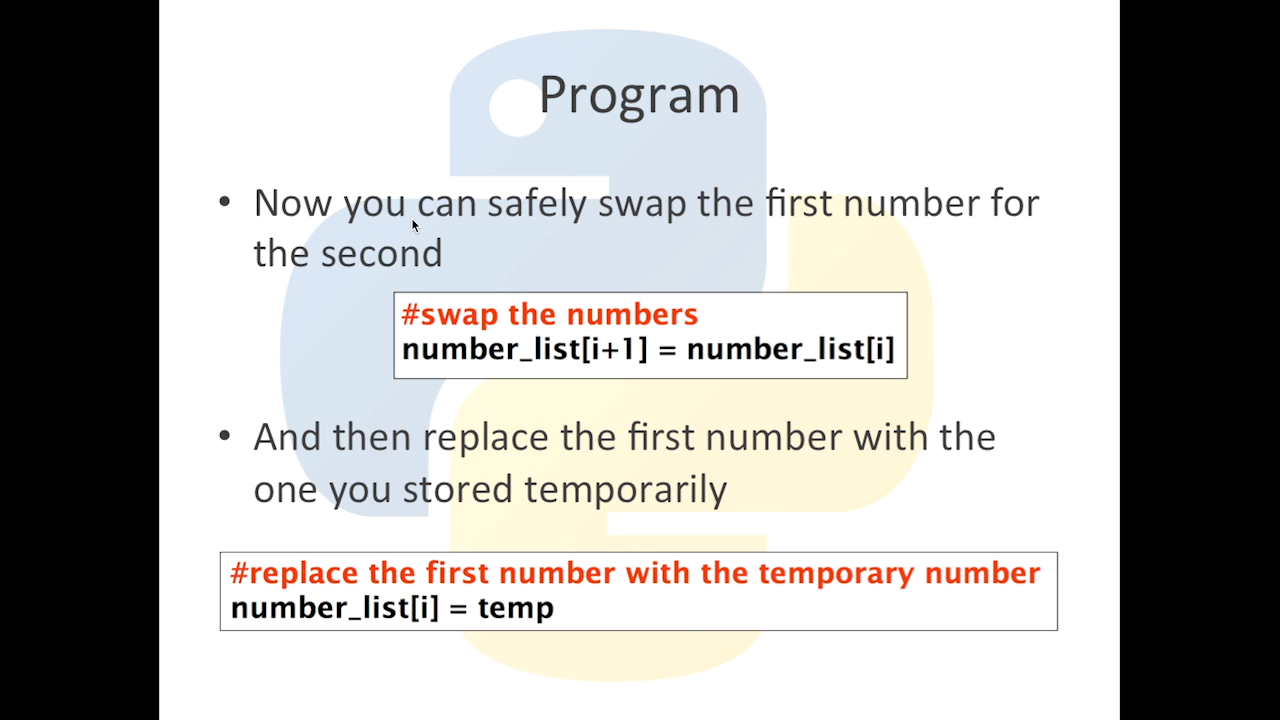 Program
• Now you can safely swap the first number for
the second
#swap the numbers
number_list[i+1] = number_list[i]
• And then replace the first number with the
one you stored temporarily
#replace the first number with the temporary number
number_list[i] = temp